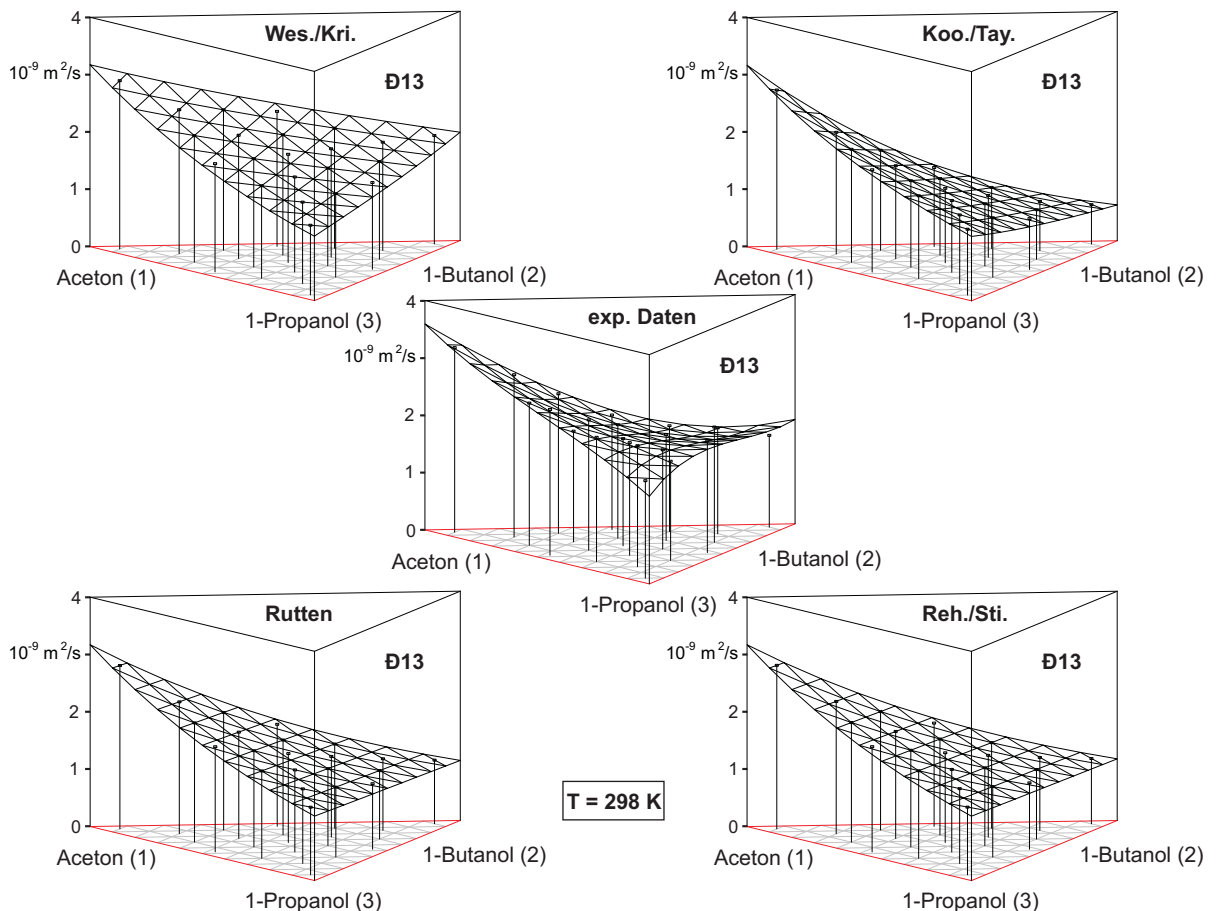 4
Wes./Kri.
10⁻⁹ m²/s
Đ13
2
1
0
Aceton (1)
1-Butanol (2)
1-Propanol (3)
4
Koo./Tay.
10⁻⁹ m²/s
Đ13
2
1
0
Aceton (1)
1-Butanol (2)
1-Propanol (3)
4
exp. Daten
10⁻⁹ m²/s
Đ13
2
1
0
Aceton (1)
1-Butanol (2)
1-Propanol (3)
4
Rutten
10⁻⁹ m²/s
Đ13
2
1
0
Aceton (1)
1-Butanol (2)
1-Propanol (3)
T = 298 K
4
Reh./Sti.
10⁻⁹ m²/s
Đ13
2
1
0
Aceton (1)
1-Butanol (2)
1-Propanol (3)